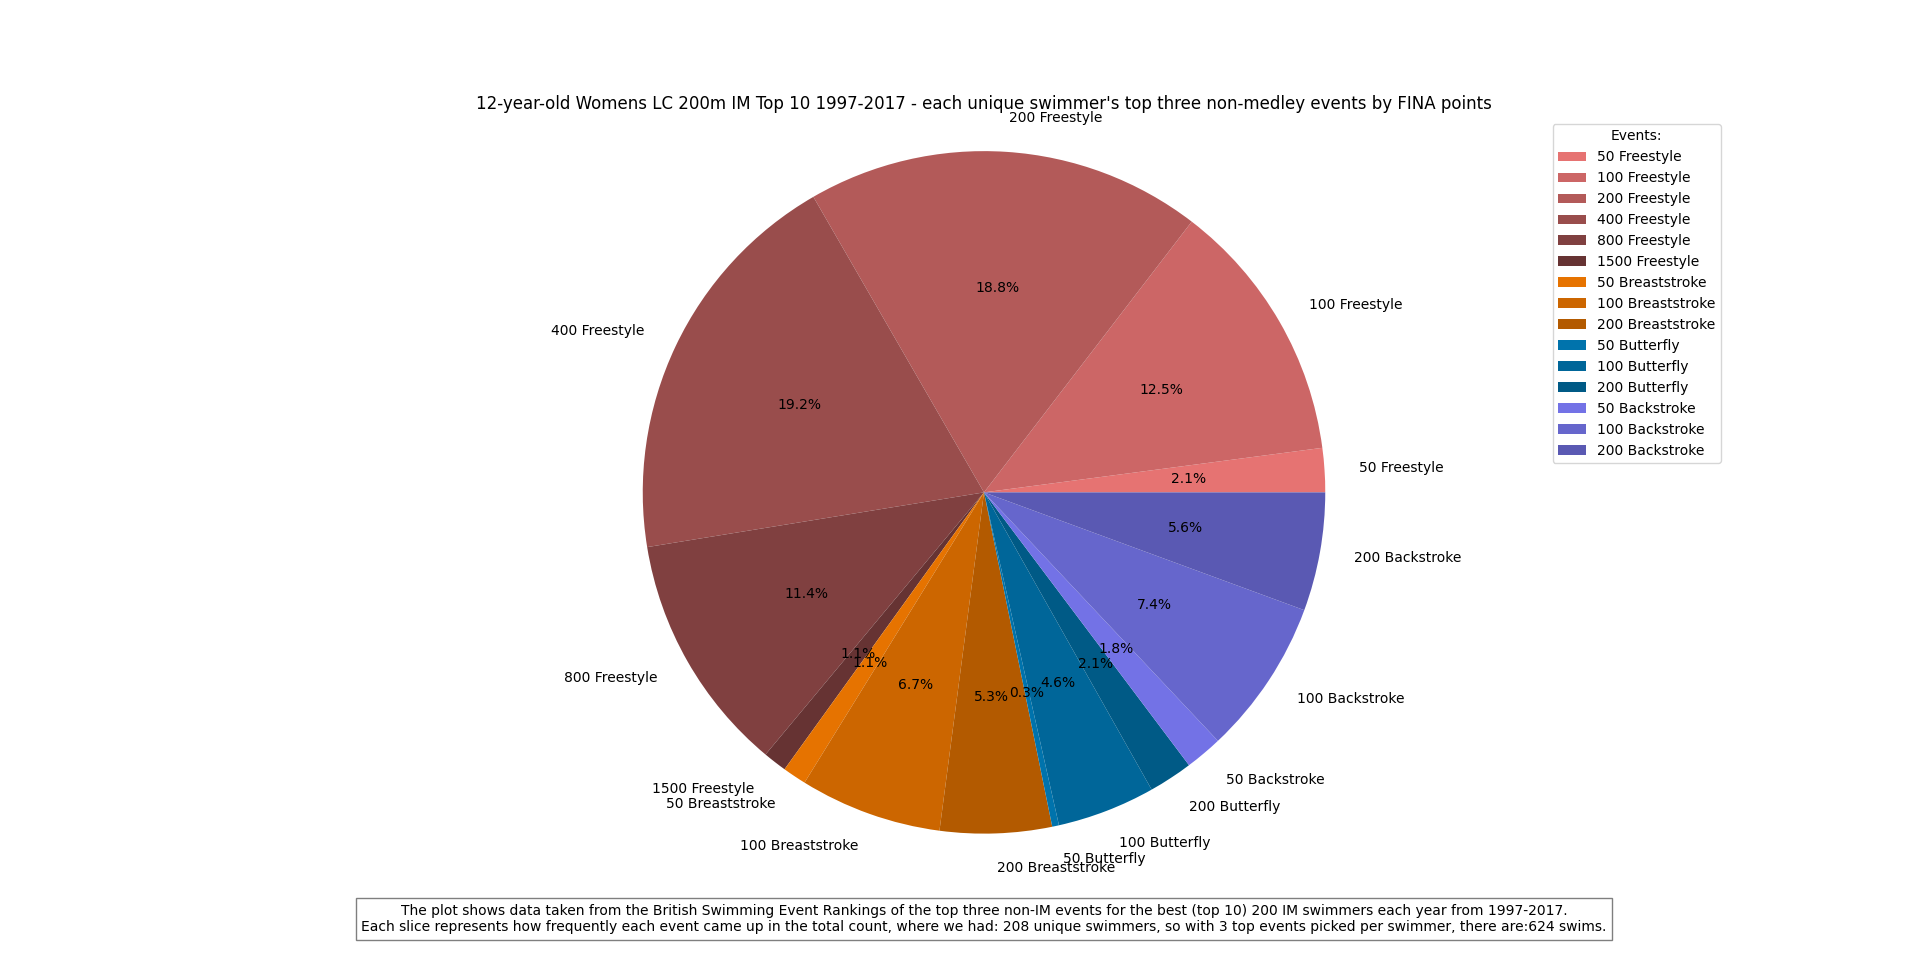 12-year-old Womens LC 200m IM Top 10 1997-2017 - each unique swimmer's top three non-medley events by FINA points
200 Freestyle
Events:
50 Freestyle
100 Freestyle
200 Freestyle
400 Freestyle
800 Freestyle
1500 Freestyle
50 Breaststroke
100 Breaststroke
200 Breaststroke
50 Butterfly
100 Butterfly
200 Butterfly
50 Backstroke
100 Backstroke
200 Backstroke
18.8%
100 Freestyle
400 Freestyle
12.5%
19.2%
50 Freestyle
2.1%
5.6%
200 Backstroke
11.4%
7.4%
1.8%
1.1%
1.1%
2.1%
800 Freestyle
4.6%
6.7%
0.3%
5.3%
100 Backstroke
50 Backstroke
1500 Freestyle
50 Breaststroke
200 Butterfly
100 Butterfly
100 Breaststroke
50 Butterfly
200 Breaststroke
The plot shows data taken from the British Swimming Event Rankings of the top three non-IM events for the best (top 10) 200 IM swimmers each year from 1997-2017.
Each slice represents how frequently each event came up in the total count, where we had: 208 unique swimmers, so with 3 top events picked per swimmer, there are:624 swims.